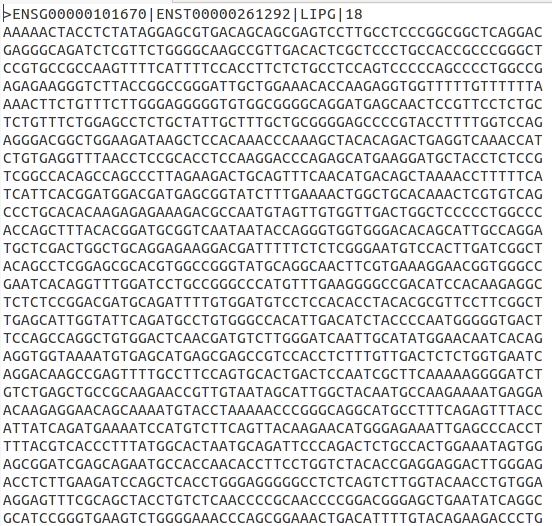 >ENSG00000101670|ENST00000261292|LIPG|18
AAAAACTACCTCTATAGGAGCGTGACAGCAGCGAGTCCTTGCCTCCCGGCGGCTCAGGAC
GAGGGCAGATCTCGTTCTGGGGCAAGCCGTTGACACTCGCTCCCTGCCACCGCCCGGGCT
CCGTGCCGCCAAGTTTTCATTTTCCACCTTCTCTGCCTCCAGTCCCCCAGCCCCTGGCCG
AGAGAAGGGTCTTACCGGCCGGGATTGCTGGAAACACCAAGAGGTGGTTTTTGTTTTTTA
AAACTTCTGTTTCTTGGGAGGGGGTGTGGCGGGGCAGGATGAGCAACTCCGTTCCTCTGC
TCTGTTTCTGGAGCCTCTGCTATTGCTTTGCTGCGGGGAGCCCCGTACCTTTTGGTCCAG
AGGGACGGCTGGAAGATAAGCTCCACAAACCCAAAGCTACACAGACTGAGGTCAAACCAT
CTGTGAGGTTTAACCTCCGCACCTCCAAGGACCCAGAGCATGAAGGATGCTACCTCTCCG
TCGGCCACAGCCAGCCCTTAGAAGACTGCAGTTTCAACATGACAGCTAAAACCTTTTTCA
TCATTCACGGATGGACGATGAGCGGTATCTTTGAAAACTGGCTGCACAAACTCGTGTCAG
CCCTGCACACAAGAGAGAAAGACGCCAATGTAGTTGTGGTTGACTGGCTCCCCCTGGCCC
ACCAGCTTTACACGGATGCGGTCAATAATACCAGGGTGGTGGGACACAGCATTGCCAGGA
TGCTCGACTGGCTGCAGGAGAAGGACGATTTTTCTCTCGGGAATGTCCACTTGATCGGCT
ACAGCCTCGGAGCGCACGTGGCCGGGTATGCAGGCAACTTCGTGAAAGGAACGGTGGGCC
GAATCACAGGTTTGGATCCTGCCGGGCCCATGTTTGAAGGGGCCGACATCCACAAGAGGC
TCTCTCCGGACGATGCAGATTTTGTGGATGTCCTCCACACCTACACGCGTTCCTTCGGCT
TGAGCATTGGTATTCAGATGCCTGTGGGCCACATTGACATCTACCCCAATGGGGGTGACT
TCCAGCCAGGCTGTGGACTCAACGATGTCTTGGGATCAATTGCATATGGAACAATCACAG
AGGTGGTAAAATGTGAGCATGAGCGAGCCGTCCACCTCTTTGTTGACTCTCTGGTGAATC
AGGACAAGCCGAGTTTTGCCTTCCAGTGCACTGACTCCAATCGCTTCAAAAAGGGGATCT
GTCTGAGCTGCCGCAAGAACCGTTGTAATAGCATTGGCTACAATGCCAAGAAAATGAGGA
ACAAGAGGAACAGCAAAATGTACCTAAAAACCCGGGCAGGCATGCCTTTCAGAGTTTACC
ATTATCAGATGAAAATCCATGTCTTCAGTTACAAGAACATGGGAGAAATTGAGCCCACCT
TTTACGTCACCCTTTATGGCACTAATGCAGATTCCCAGACTCTGCCACTGGAAATAGTGG
AGCGGATCGAGCAGAATGCCACCAACACCTTCCTGGTCTACACCGAGGAGGACTTGGGAG
ACCTCTTGAAGATCCAGCTCACCTGGGAGGGGGCCTCTCAGTCTTGGTACAACCTGTGGA
AGGAGTTTCGCAGCTACCTGTCTCAACCCCGCAACCCCGGACGGGAGCTGAATATCAGGC
GCATCCGGGTGAAGTCTGGGGAAACCCAGCGGAAACTGACATTTTGTACAGAAGACCCTG